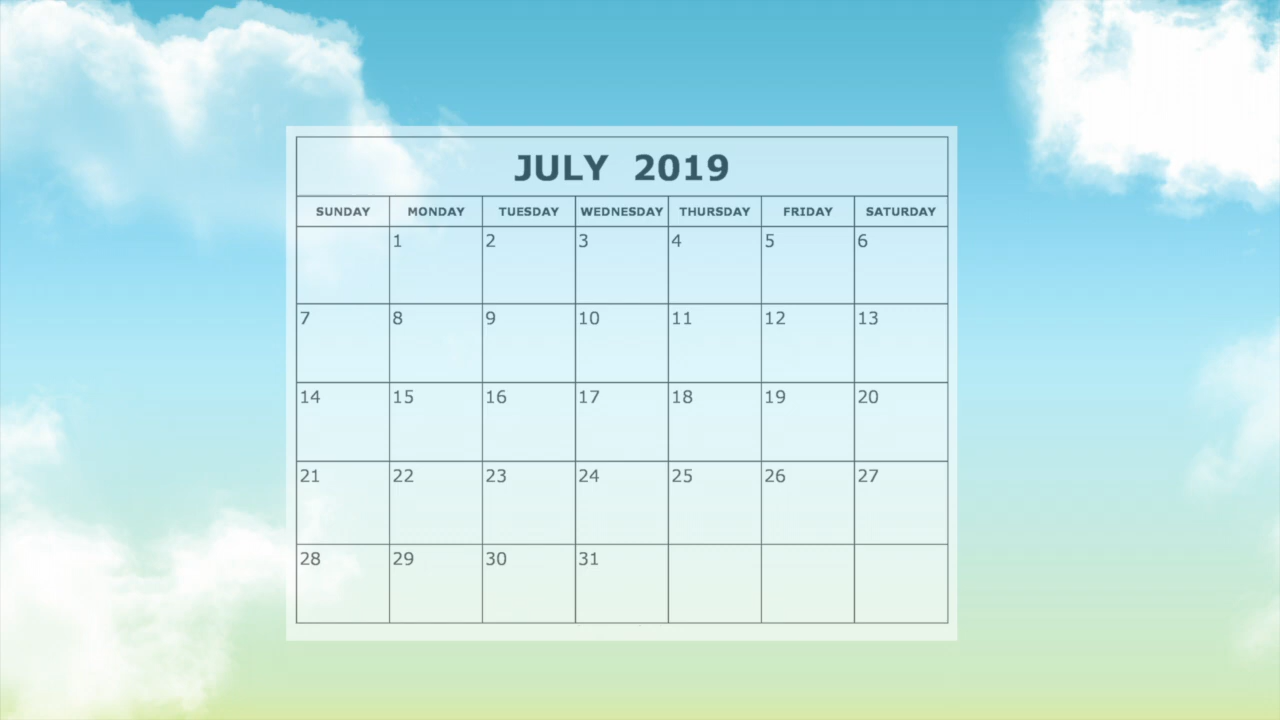 JULY 2019
SUNDAY MONDAY TUESDAY WEDNESDAY THURSDAY FRIDAY SATURDAY
1 2 3 4 5 6
7 8 9 10 11 12 13
14 15 16 17 18 19 20
21 22 23 24 25 26 27
28 29 30 31